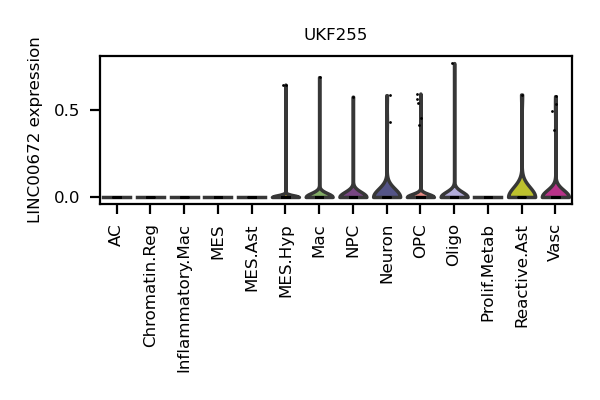 UKF255
LINC00672 expression
0.5
0.0
AC
Chromatin.Reg
Inflammatory.Mac
MES
MES.Ast
MES.Hyp
Mac
NPC
Neuron
OPC
Oligo
Prolif.Metab
Reactive.Ast
Vasc